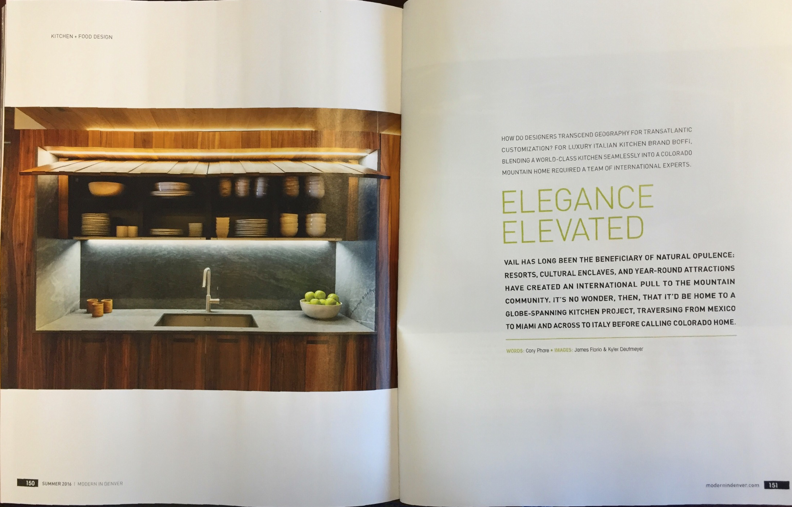 KITCHEN + FOOD DESIGN
150 SUMMER 2016 / MODERN IN DENVER
HOW DO DESIGNERS TRANSCEND GEOGRAPHY FOR TRANSATLANTIC
CUSTOMIZATION? FOR LUXURY ITALIAN KITCHEN BRAND BOFFI,
BLENDING A WORLD-CLASS KITCHEN SEAMLESSLY INTO A COLORADO
MOUNTAIN HOME REQUIRED A TEAM OF INTERNATIONAL EXPERTS.
ELEGANCE
ELEVATED
VAIL HAS LONG BEEN THE BENEFICIARY OF NATURAL OPULENCE:
RESORTS, CULTURAL ENCLAVES, AND YEAR-ROUND ATTRACTIONS
HAVE CREATED AN INTERNATIONAL PULL TO THE MOUNTAIN
COMMUNITY. IT'S NO WONDER, THEN, THAT IT'D BE HOME TO A
GLOBE-SPANNING KITCHEN PROJECT, TRAVERSING FROM MEXICO
TO MIAMI AND ACROSS TO ITALY BEFORE CALLING COLORADO HOME.
WORDS: Cory Phare • IMAGES: James Florio & Kyler Deutmeyer
modernindenver.com 151